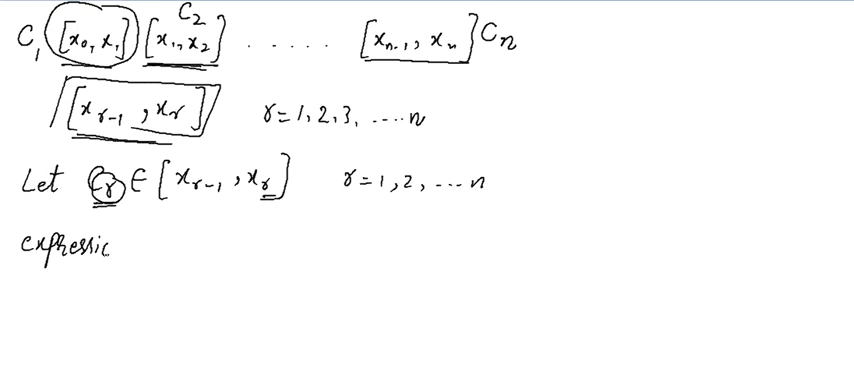 C₁ [x₀, x₁] [x₁, x₂] C₂ ..... [xₙ₋₁, xₙ] Cₙ
[xᵣ₋₁, xᵣ] r = 1, 2, 3, ....n
Let Cᵣ ∈ [xᵣ₋₁, xᵣ] r = 1, 2, ...n
expressic